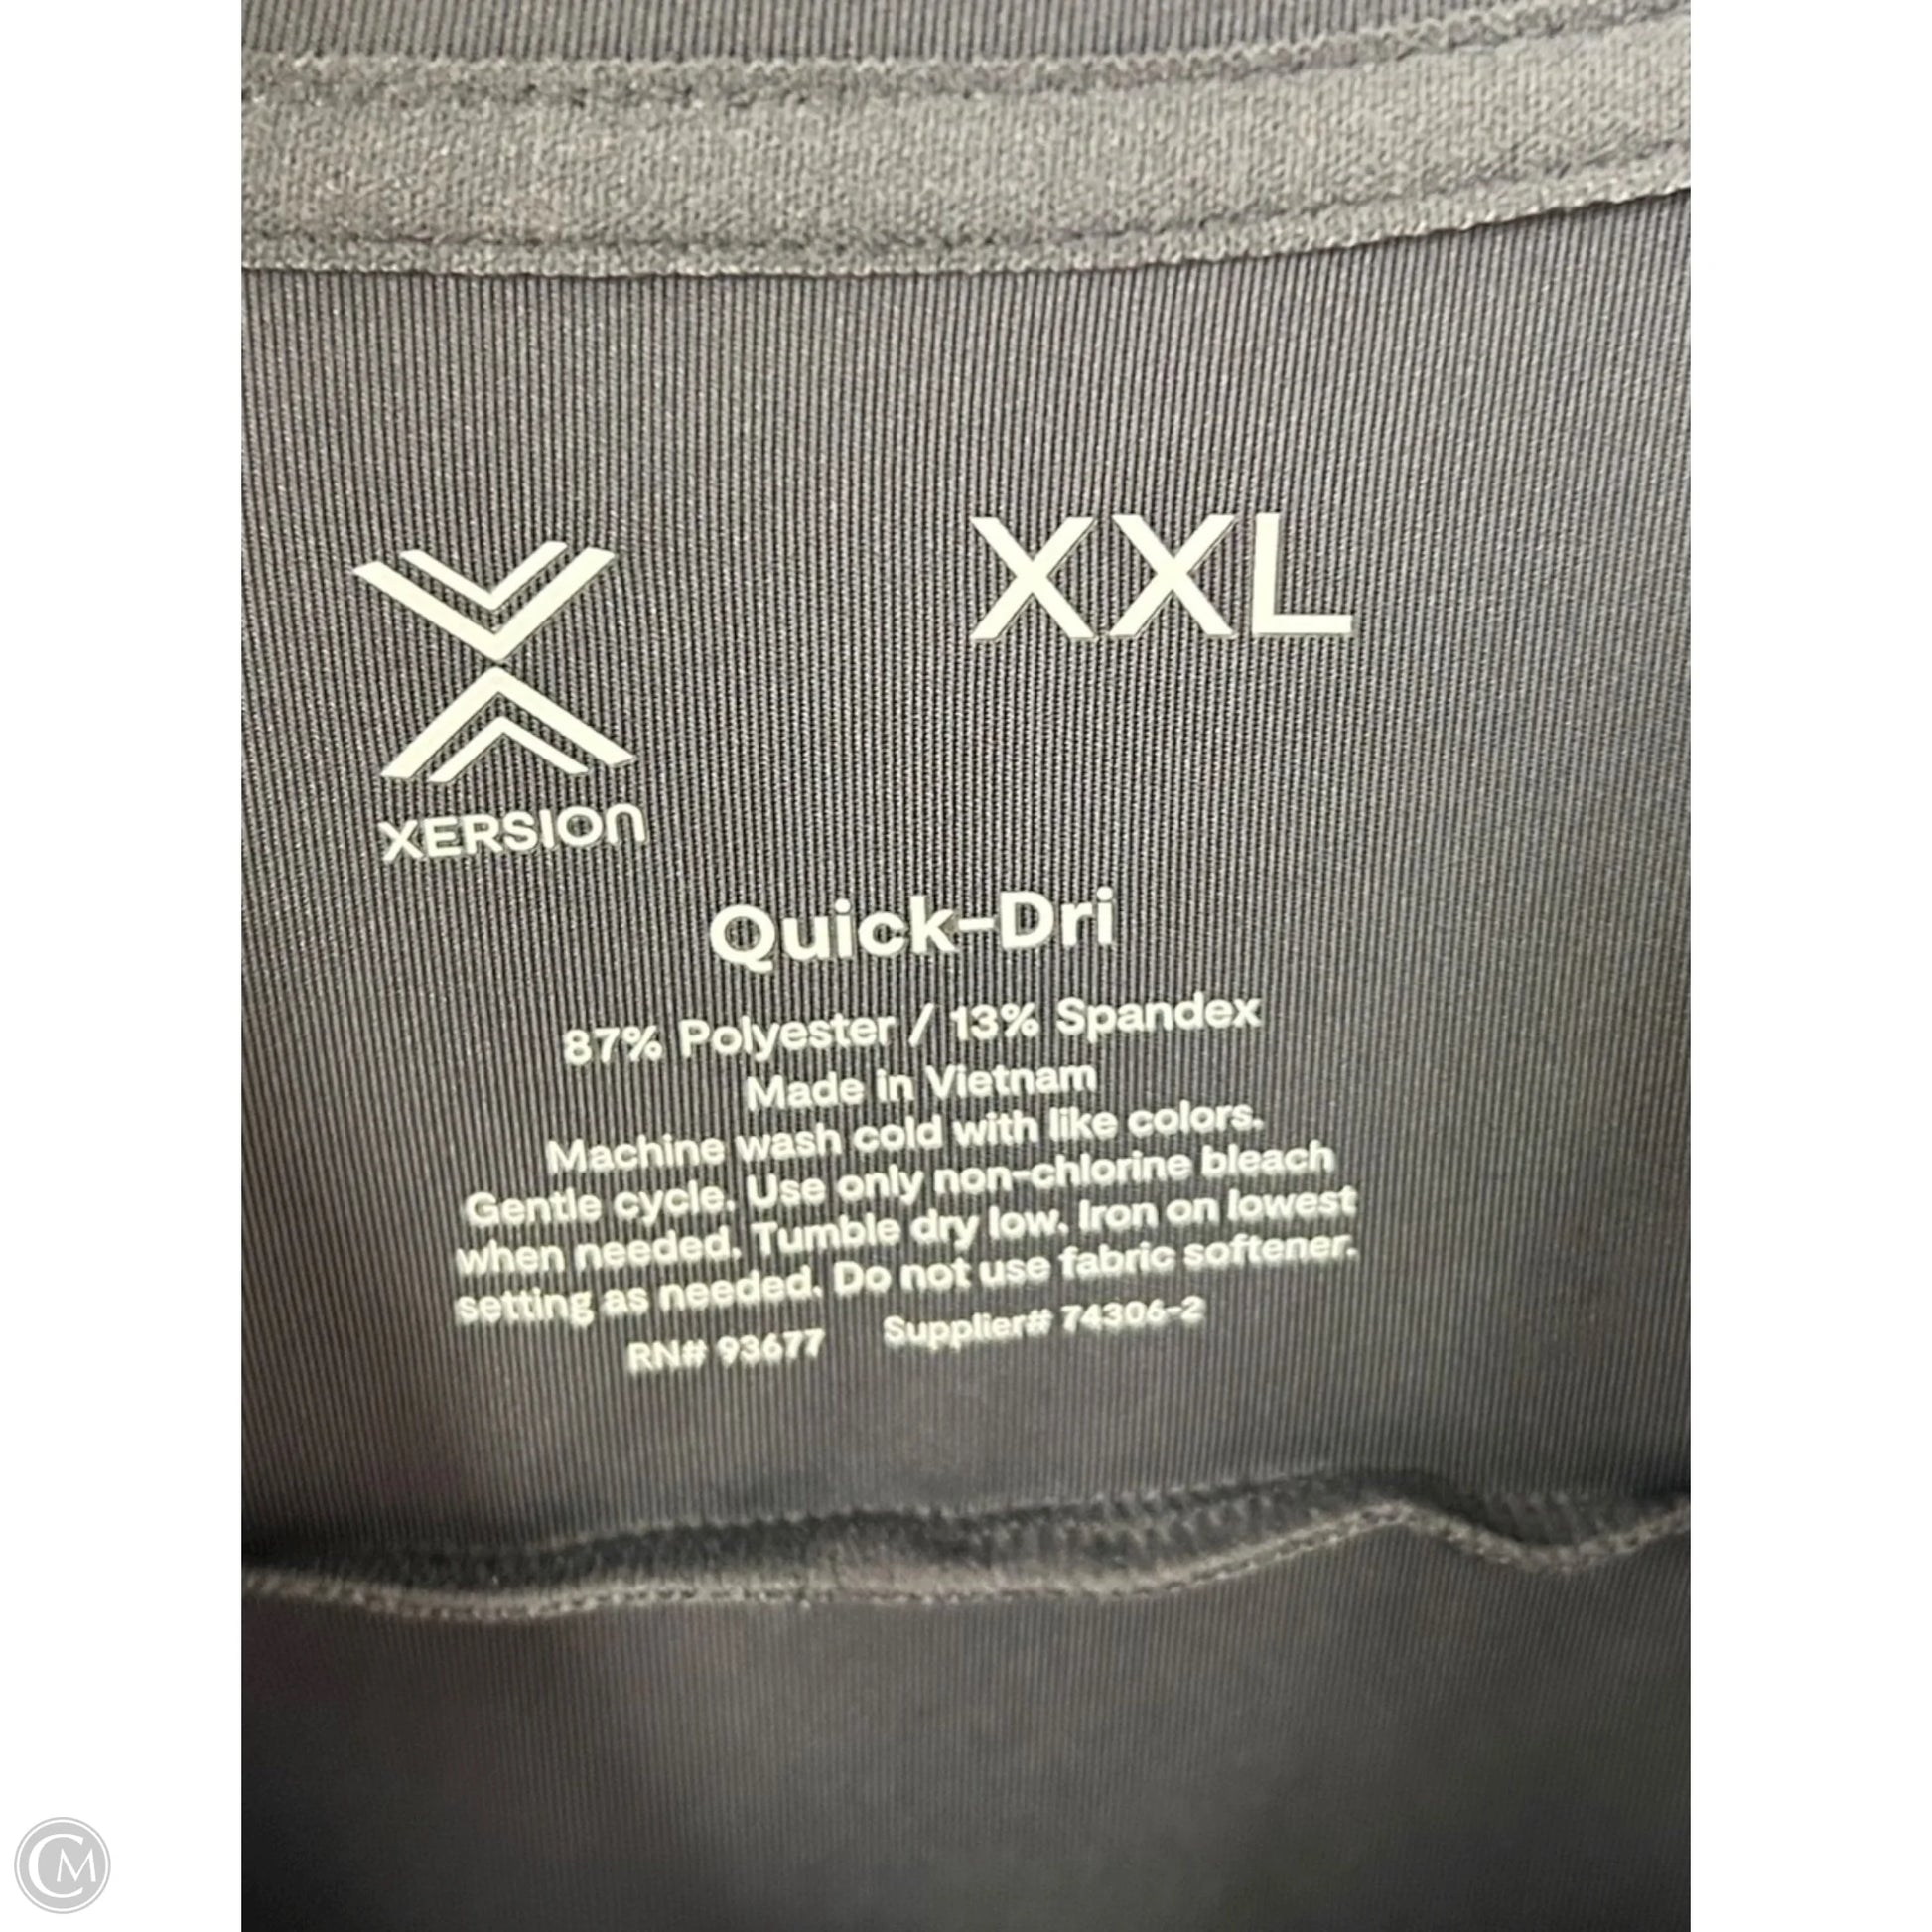 XXL
XERSION
Quick-Dri
87% Polyester / 13% Spandex
Made in Vietnam
Machine wash cold with like colors.
Gentle cycle. Use only non-chlorine bleach
when needed. Tumble dry low. Iron on lowest
setting as needed. Do not use fabric softener.
RN# 93677 Supplier# 74306-2
CM